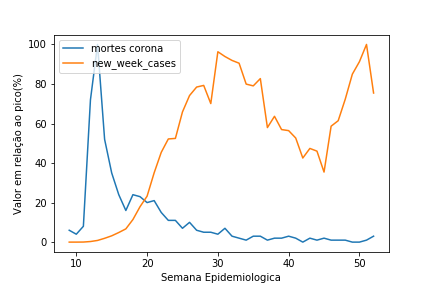 mortes corona
new_week_cases
100
80
60
40
20
0
Valor em relação ao pico(%)
10
20
30
40
50
Semana Epidemiologica